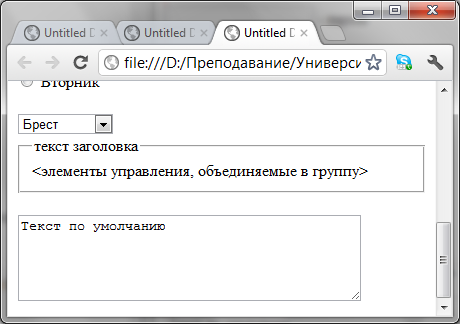 Untitled D
Untitled D
Untitled D
file:///D:/Преподавание/Универси
Вторник
Брест
текст заголовка
<элементы управления, объединяемые в группу>
Текст по умолчанию